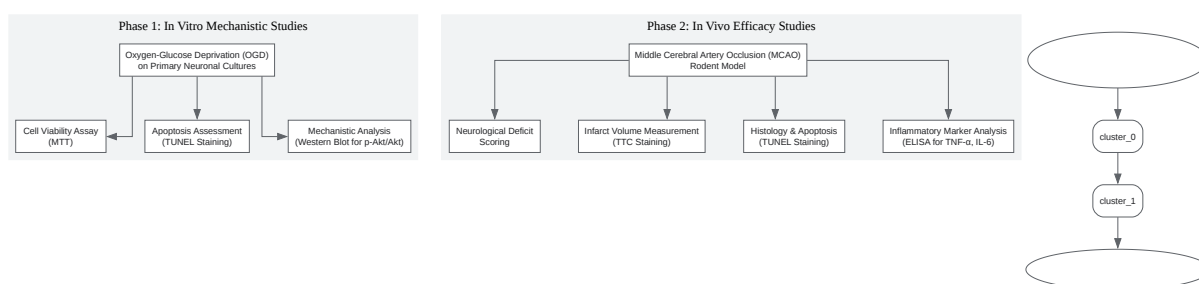 Phase 1: In Vitro Mechanistic Studies
Oxygen-Glucose Deprivation (OGD)
on Primary Neuronal Cultures
Cell Viability Assay
(MTT)
Apoptosis Assessment
(TUNEL Staining)
Mechanistic Analysis
(Western Blot for p-Akt/Akt)
Phase 2: In Vivo Efficacy Studies
Middle Cerebral Artery Occlusion (MCAO)
Rodent Model
Neurological Deficit
Scoring
Infarct Volume Measurement
(TTC Staining)
Histology & Apoptosis
(TUNEL Staining)
Inflammatory Marker Analysis
(ELISA for TNF-α, IL-6)
cluster_0
cluster_1